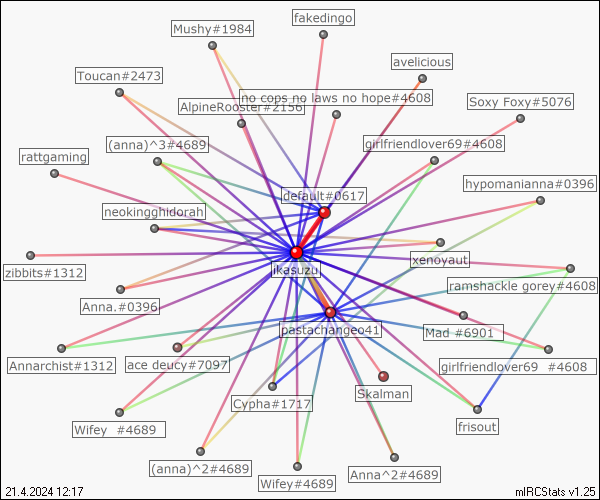 fakedingo
Mushy#1984
avelicious
Toucan#2473
no cops no laws no hope#4608
AlpineRooster#2156
Soxy Foxy#5076
(anna)^3#4689
girlfriendlover69#4608
rattgaming
hypomanianna#0396
default#0617
neokingghidorah
xenoyaut
zibbits#1312
ikasuzu
ramshackle gorey#4608
Anna.#0396
pastachangeo41
Mad #6901
Annarchist#1312
ace deucy#7097
girlfriendlover69 #4608
Skalman
Cypha#1717
frisout
Wifey #4689
(anna)^2#4689
Anna^2#4689
Wifey#4689
21.4.2024 12:17
mIRCStats v1.25